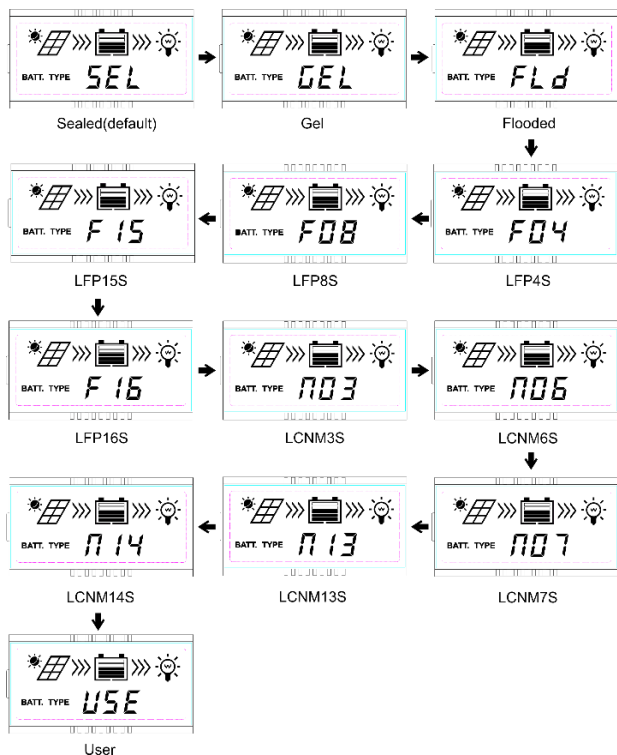 BATT. TYPE SEL
BATT. TYPE GEL
BATT. TYPE FLd
Sealed(default)
Gel
Flooded
BATT. TYPE F15
BATT. TYPE F08
BATT. TYPE F04
LFP15S
LFP8S
LFP4S
BATT. TYPE F16
BATT. TYPE n03
BATT. TYPE n06
LFP16S
LCNM3S
LCNM6S
BATT. TYPE n14
BATT. TYPE n13
BATT. TYPE n07
LCNM14S
LCNM13S
LCNM7S
BATT. TYPE USE
User